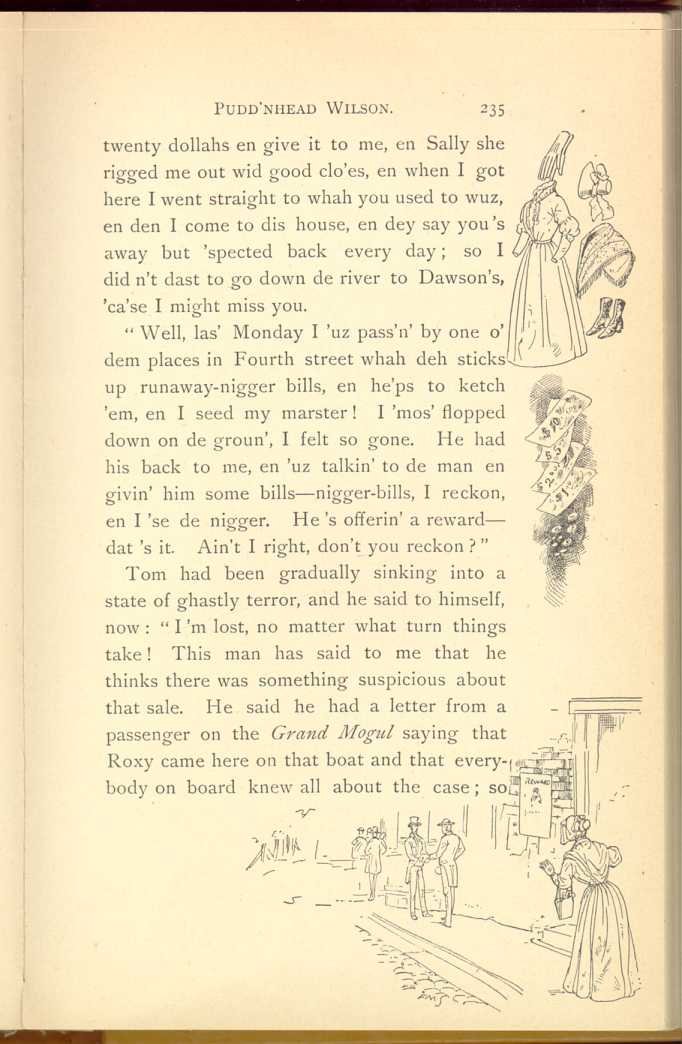 PUDD'NHEAD WILSON. 235
twenty dollahs en give it to me, en Sally she
rigged me out wid good clo'es, en when I got
here I went straight to whah you used to wuz,
en den I come to dis house, en dey say you's
away but 'spected back every day; so I
did n't dast to go down de river to Dawson's,
'ca'se I might miss you.
“Well, las' Monday I 'uz pass'n' by one o'
dem places in Fourth street whah deh sticks
up runaway-nigger bills, en he'ps to ketch
'em, en I seed my marster! I 'mos' flopped
down on de groun', I felt so gone. He had
his back to me, en 'uz talkin' to de man en
givin' him some bills—nigger-bills, I reckon,
en I 'se de nigger. He 's offerin' a reward—
dat 's it. Ain't I right, don't you reckon?”
Tom had been gradually sinking into a
state of ghastly terror, and he said to himself,
now: “I 'm lost, no matter what turn things
take! This man has said to me that he
thinks there was something suspicious about
that sale. He said he had a letter from a
passenger on the Grand Mogul saying that
Roxy came here on that boat and that every-
body on board knew all about the case; so
$10
$5
$2
$1
REWARD